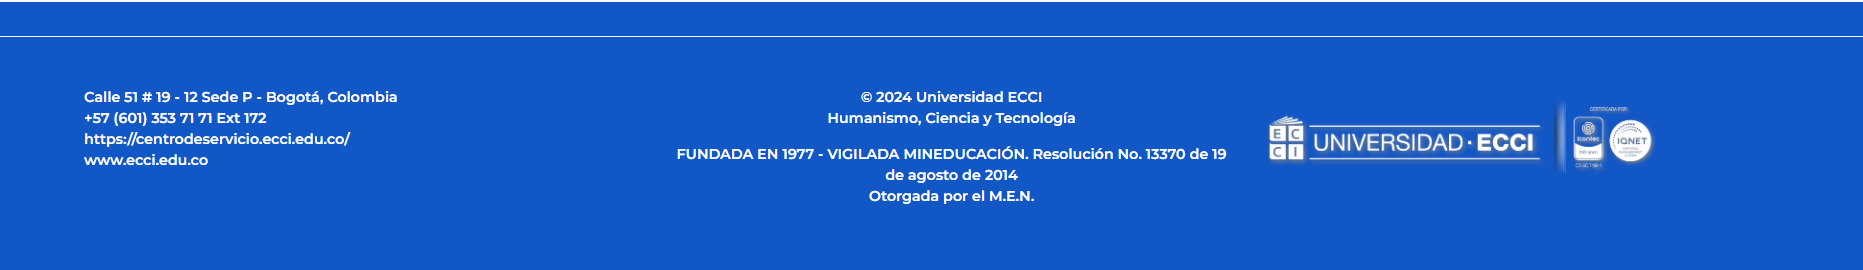 Calle 51 # 19 - 12 Sede P - Bogotá, Colombia
+57 (601) 353 71 71 Ext 172
https://centrodeservicio.ecci.edu.co/
www.ecci.edu.co
© 2024 Universidad ECCI
Humanismo, Ciencia y Tecnología
FUNDADA EN 1977 - VIGILADA MINEDUCACIÓN. Resolución No. 13370 de 19
de agosto de 2014
Otorgada por el M.E.N.
EC
CI
UNIVERSIDAD · ECCI
CERTIFICADA POR:
icontec
IQNET